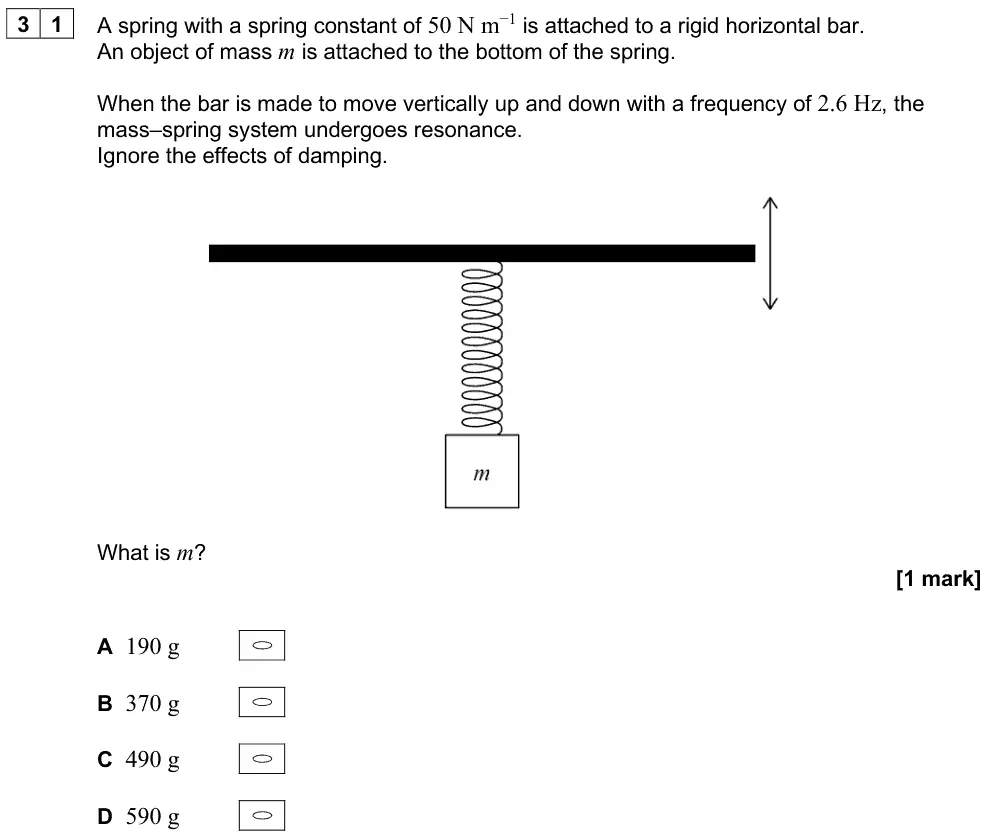 3 1 A spring with a spring constant of 50 N m⁻¹ is attached to a rigid horizontal bar.
An object of mass m is attached to the bottom of the spring.
When the bar is made to move vertically up and down with a frequency of 2.6 Hz, the
mass–spring system undergoes resonance.
Ignore the effects of damping.
m
What is m?
[1 mark]
A 190 g
B 370 g
C 490 g
D 590 g